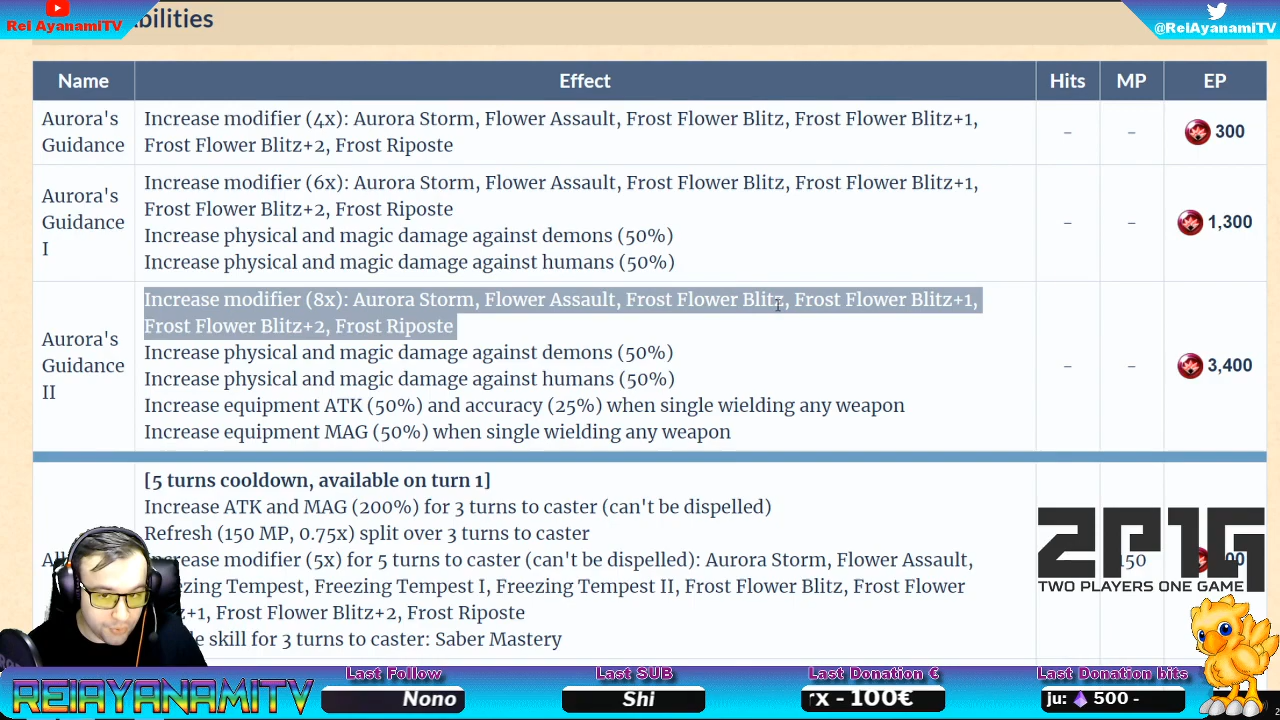 Rei AyanamiTV
bilities
@ReiAyanamiTV
Name
Effect
Hits
MP
EP
Aurora's
Guidance
Increase modifier (4x): Aurora Storm, Flower Assault, Frost Flower Blitz, Frost Flower Blitz+1,
Frost Flower Blitz+2, Frost Riposte
–
–
300
Aurora's
Guidance
I
Increase modifier (6x): Aurora Storm, Flower Assault, Frost Flower Blitz, Frost Flower Blitz+1,
Frost Flower Blitz+2, Frost Riposte
Increase physical and magic damage against demons (50%)
Increase physical and magic damage against humans (50%)
–
–
1,300
Aurora's
Guidance
II
Increase modifier (8x): Aurora Storm, Flower Assault, Frost Flower Blitz, Frost Flower Blitz+1,
Frost Flower Blitz+2, Frost Riposte
Increase physical and magic damage against demons (50%)
Increase physical and magic damage against humans (50%)
Increase equipment ATK (50%) and accuracy (25%) when single wielding any weapon
Increase equipment MAG (50%) when single wielding any weapon
–
–
3,400
[5 turns cooldown, available on turn 1]
Increase ATK and MAG (200%) for 3 turns to caster (can't be dispelled)
Refresh (150 MP, 0.75x) split over 3 turns to caster
crease modifier (5x) for 5 turns to caster (can't be dispelled): Aurora Storm, Flower Assault,
ezing Tempest, Freezing Tempest I, Freezing Tempest II, Frost Flower Blitz, Frost Flower
+1, Frost Flower Blitz+2, Frost Riposte
skill for 3 turns to caster: Saber Mastery
150
2P1G
TWO PLAYERS ONE GAME
REIAYANAMITV
Last Follow
Nono
Last SUB
Shi
Last Donation €
rx - 100€
Last Donation bits
ju: 500 -